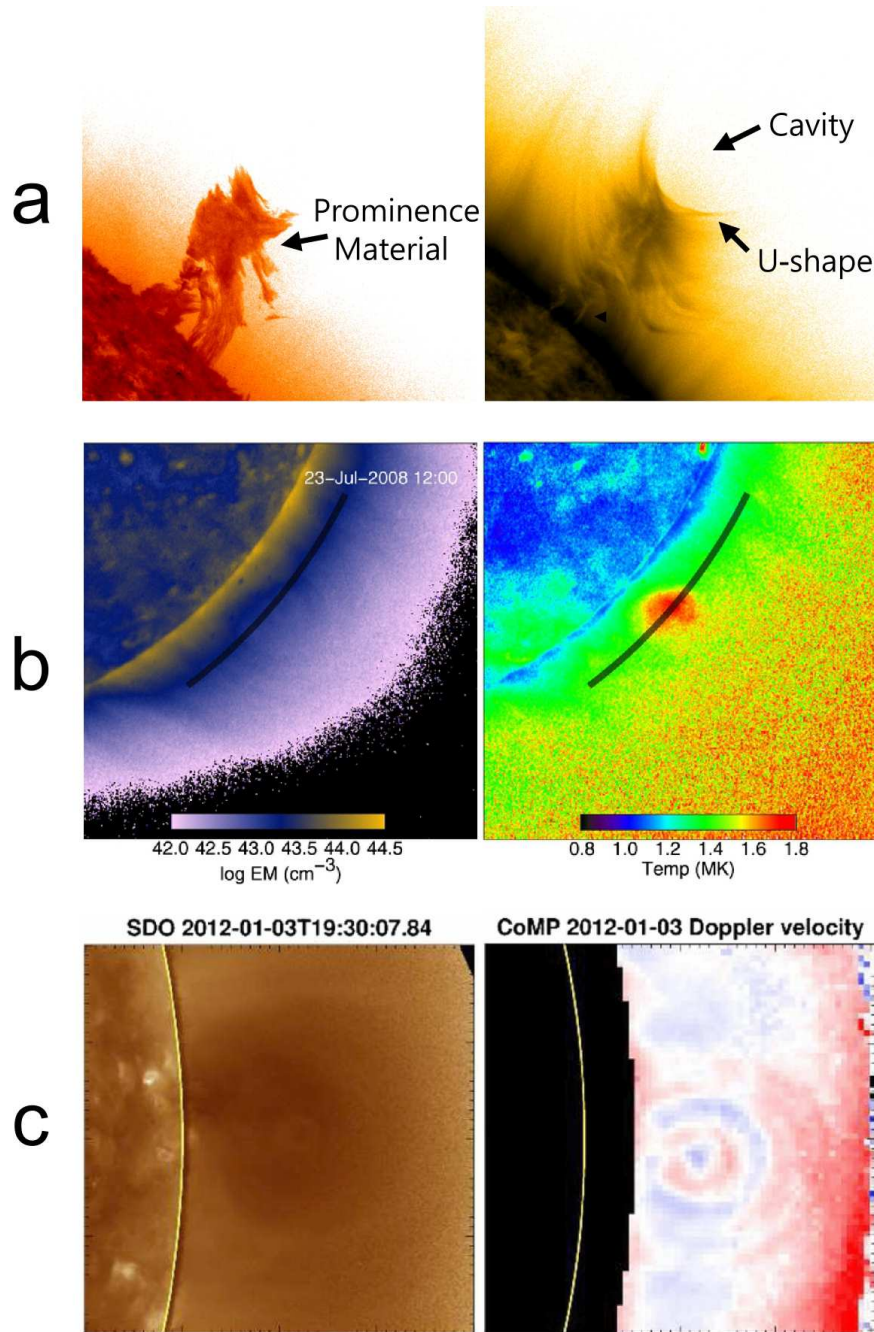 a
Prominence
Material
Cavity
U-shape
b
23-Jul-2008 12:00
42.0 42.5 43.0 43.5 44.0 44.5
log EM (cm⁻³)
0.8 1.0 1.2 1.4 1.6 1.8
Temp (MK)
c
SDO 2012-01-03T19:30:07.84
CoMP 2012-01-03 Doppler velocity